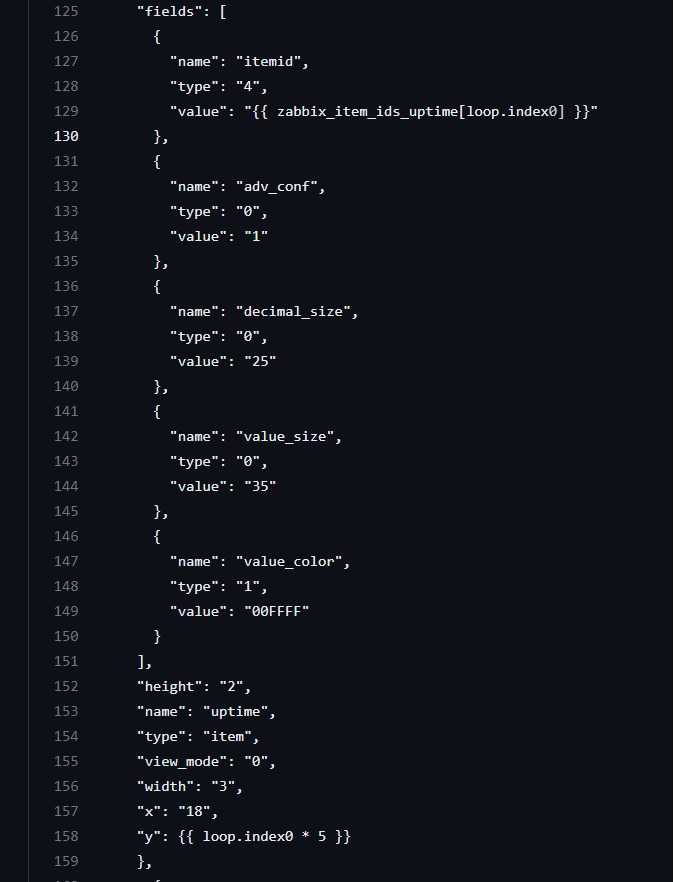 125 "fields": [
126 {
127 "name": "itemid",
128 "type": "4",
129 "value": "{{ zabbix_item_ids_uptime[loop.index0] }}"
130 },
131 {
132 "name": "adv_conf",
133 "type": "0",
134 "value": "1"
135 },
136 {
137 "name": "decimal_size",
138 "type": "0",
139 "value": "25"
140 },
141 {
142 "name": "value_size",
143 "type": "0",
144 "value": "35"
145 },
146 {
147 "name": "value_color",
148 "type": "1",
149 "value": "00FFFF"
150 }
151 ],
152 "height": "2",
153 "name": "uptime",
154 "type": "item",
155 "view_mode": "0",
156 "width": "3",
157 "x": "18",
158 "y": {{ loop.index0 * 5 }}
159 },